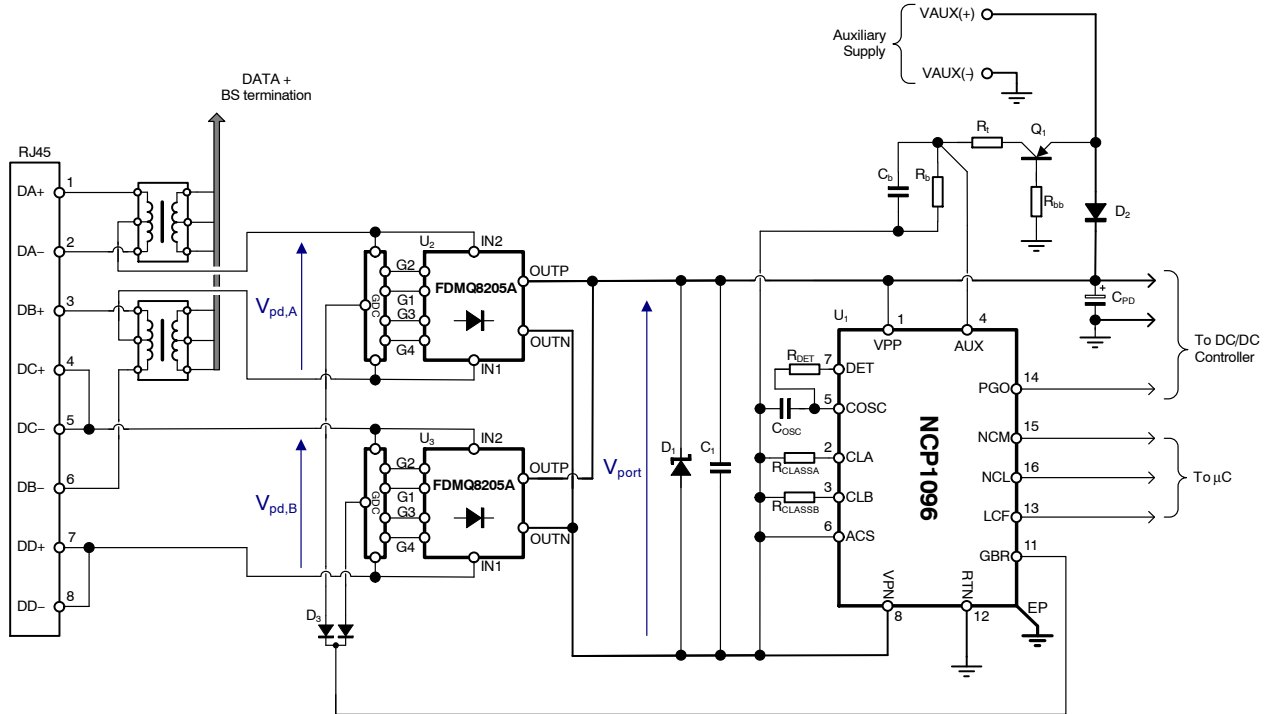 VAUX(+)
Auxiliary
Supply
VAUX(-)
DATA +
BS termination
RJ45
DA+ 1
DA- 2
DB+ 3
DC+ 4
DC- 5
DB- 6
DD+ 7
DD- 8
Vpd,A
Vpd,B
GDC
G2
G1
G3
G4
U2
IN2
FDMQ8205A
OUTP
OUTN
IN1
GDC
G2
G1
G3
G4
U3
IN2
FDMQ8205A
OUTP
OUTN
IN1
D3
Vport
D1
C1
Cb
Rb
Rt
Q1
Rbb
D2
+
CPD
To DC/DC
Controller
U1
1
VPP
4
AUX
RDET
7 DET
COSC
5 COSC
RCLASSA
2 CLA
RCLASSB
3 CLB
6 ACS
NCP1096
PGO 14
NCM 15
NCL 16
LCF 13
GBR 11
To µC
VPN
8
RTN
12
EP